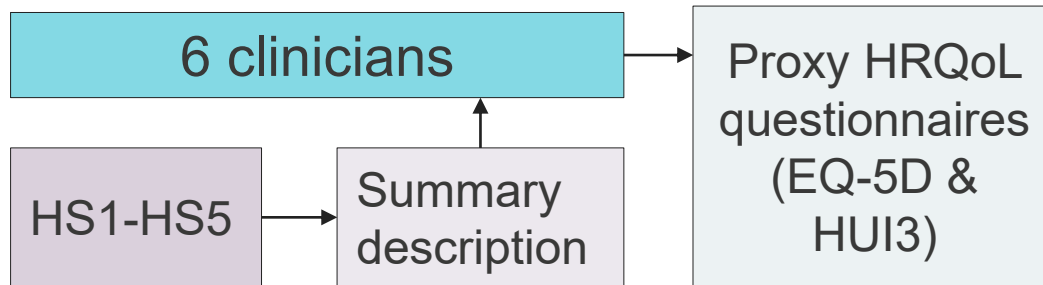 6 clinicians
Proxy HRQoL
questionnaires
(EQ-5D &
HUI3)
HS1-HS5
Summary
description